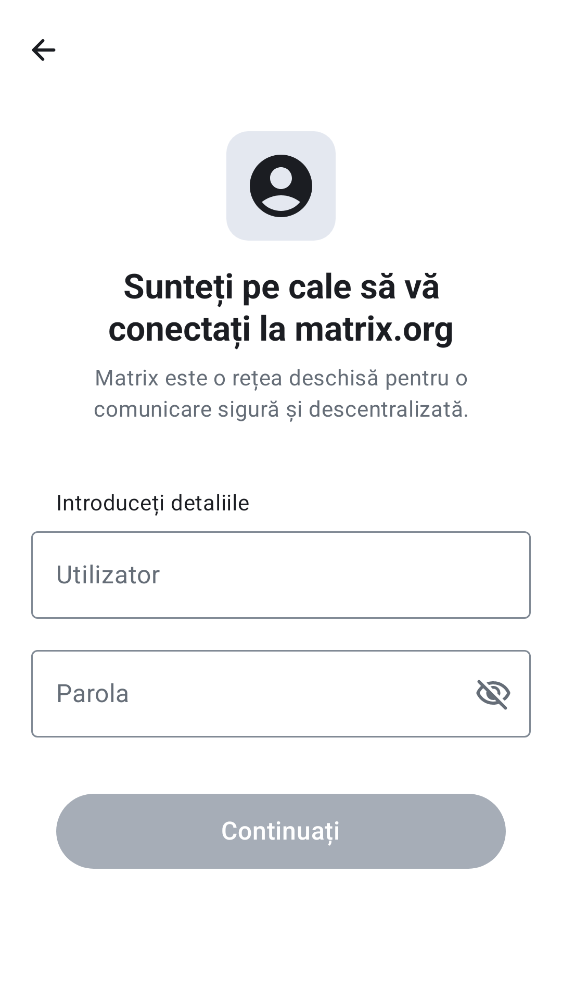 Sunteți pe cale să vă
conectați la matrix.org
Matrix este o rețea deschisă pentru o
comunicare sigură și descentralizată.
Introduceți detaliile
Utilizator
Parola
Continuați